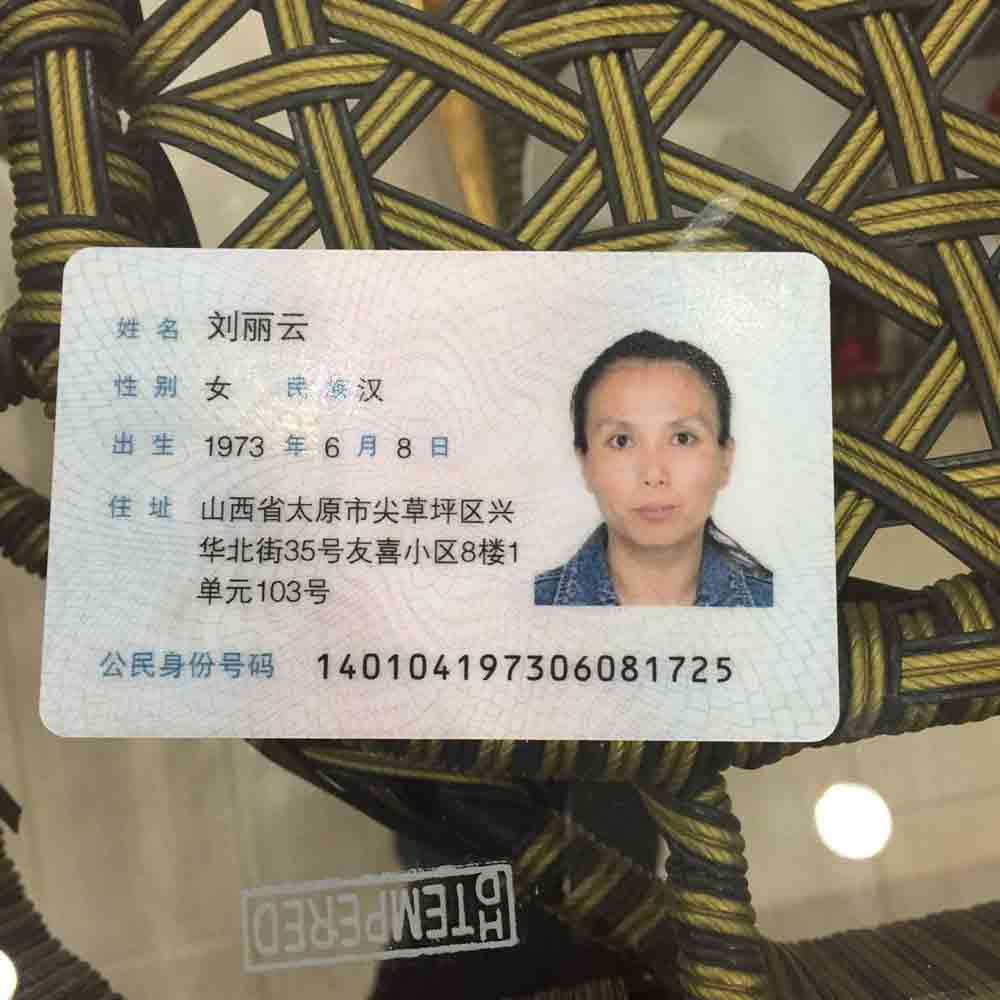 姓名 刘丽云
性别 女 民族 汉
出生 1973 年 6 月 8 日
住址 山西省太原市尖草坪区兴
华北街35号友喜小区8楼1
单元103号
公民身份号码 140104197306081725
TEMPERED